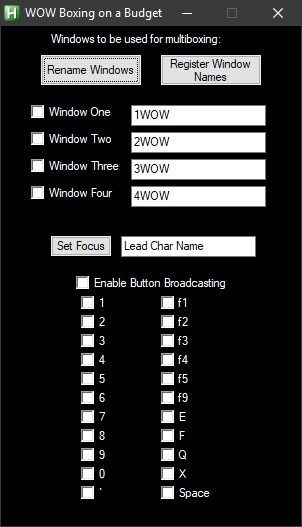 WOW Boxing on a Budget
Windows to be used for multiboxing:
Rename Windows
Register Window
Names
Window One
1WOW
Window Two
2WOW
Window Three
3WOW
Window Four
4WOW
Set Focus
Lead Char Name
Enable Button Broadcasting
1
f1
2
f2
3
f3
4
f4
5
f5
6
f9
7
E
8
F
9
Q
0
X
`
Space